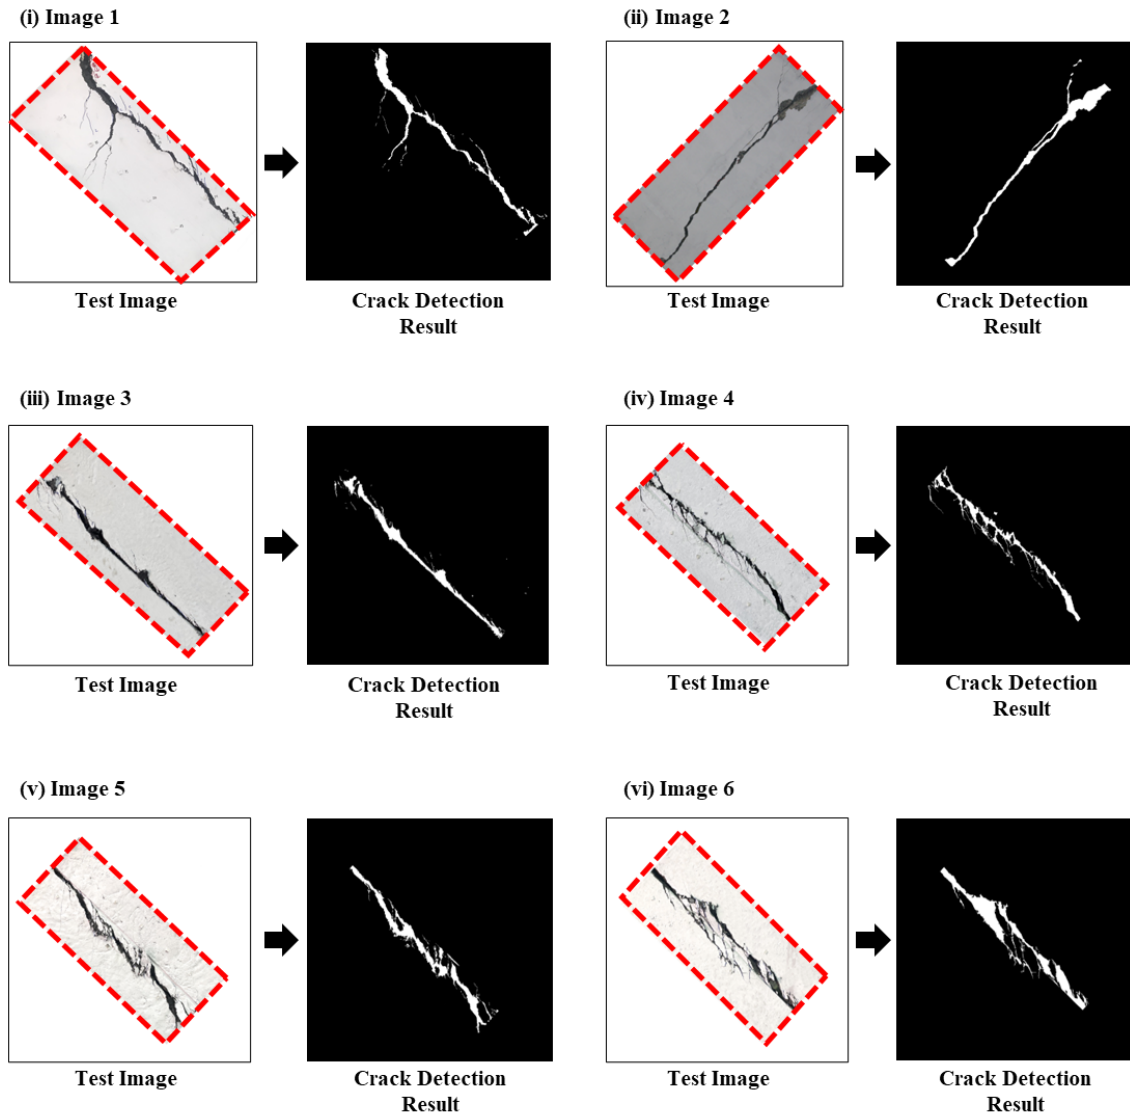 (i) Image 1
(ii) Image 2
Test Image
Crack Detection
Result
Test Image
Crack Detection
Result
(iii) Image 3
(iv) Image 4
Test Image
Crack Detection
Result
Test Image
Crack Detection
Result
(v) Image 5
(vi) Image 6
Test Image
Crack Detection
Result
Test Image
Crack Detection
Result